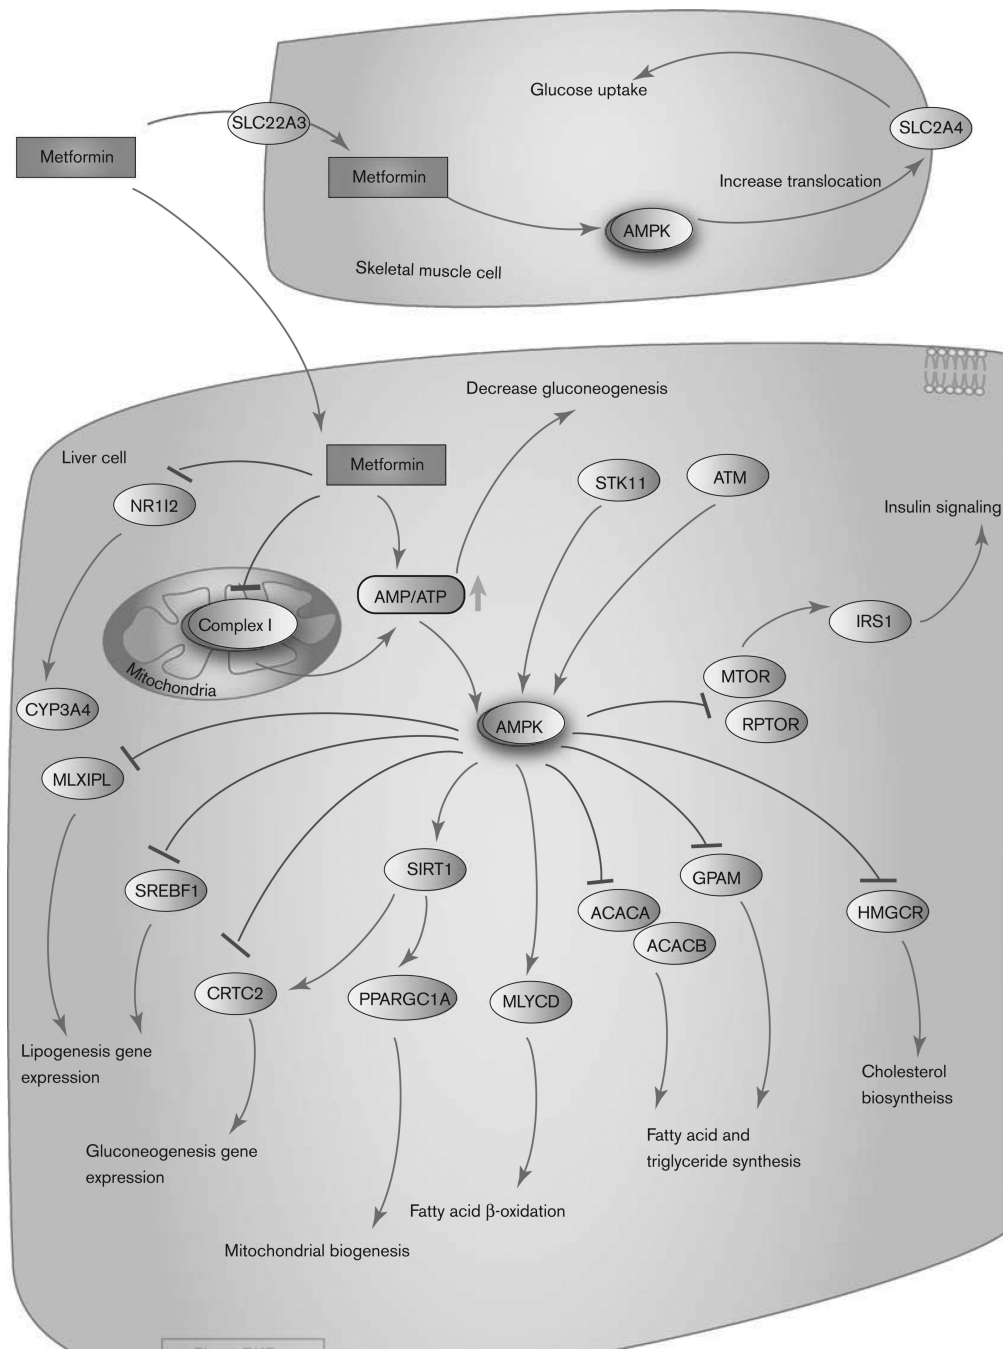 Glucose uptake
SLC22A3
SLC2A4
Metformin
Metformin
Increase translocation
AMPK
Skeletal muscle cell
Decrease gluconeogenesis
Liver cell
Metformin
STK11
ATM
NR1I2
Insulin signaling
AMP/ATP
Complex I
IRS1
Mitochondria
MTOR
CYP3A4
RPTOR
AMPK
MLXIPL
SIRT1
GPAM
SREBF1
ACACA
HMGCR
ACACB
CRTC2
PPARGC1A
MLYCD
Lipogenesis gene
expression
Cholesterol
biosyntheiss
Gluconeogenesis gene
expression
Fatty acid and
triglyceride synthesis
Fatty acid β-oxidation
Mitochondrial biogenesis